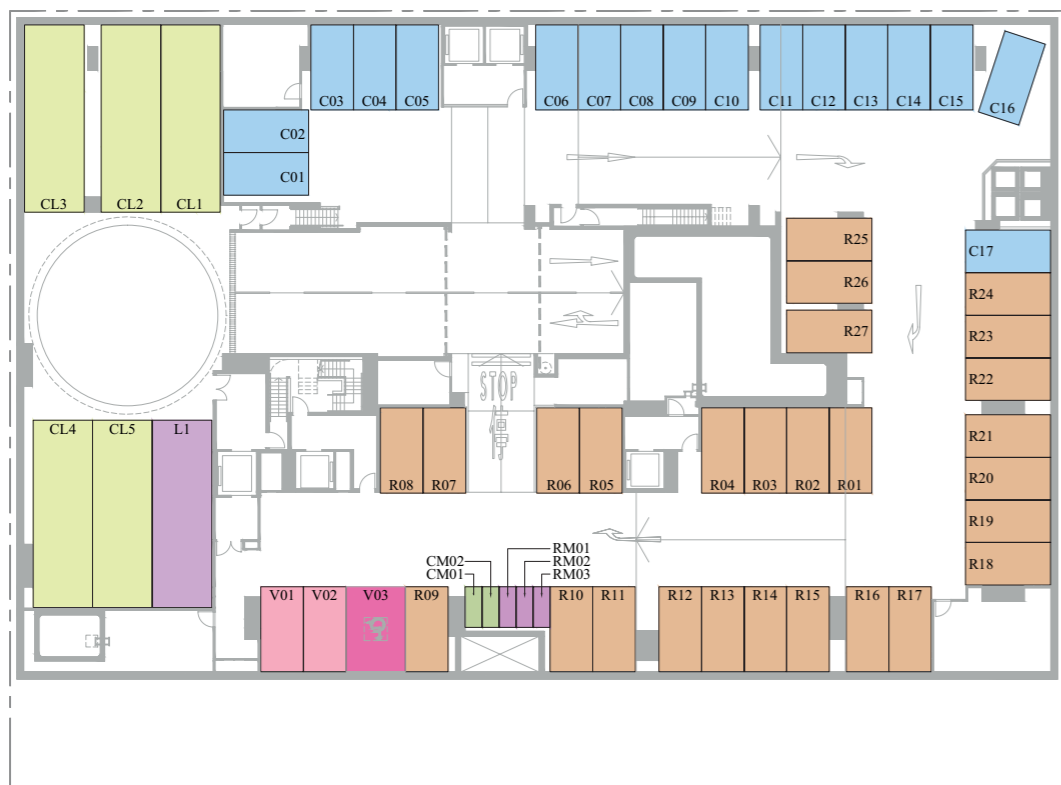 C03 C04 C05 C06 C07 C08 C09 C10 C11 C12 C13 C14 C15 C16
C02
C01
CL3 CL2 CL1
R25
C17
R26
R24
R27
R23
R22
STOP
CL4 CL5 L1
R21
R20
R08 R07 R06 R05 R04 R03 R02 R01
R19
RM01
CM02 RM02
CM01 RM03
R18
V01 V02 V03 R09 R10 R11 R12 R13 R14 R15 R16 R17